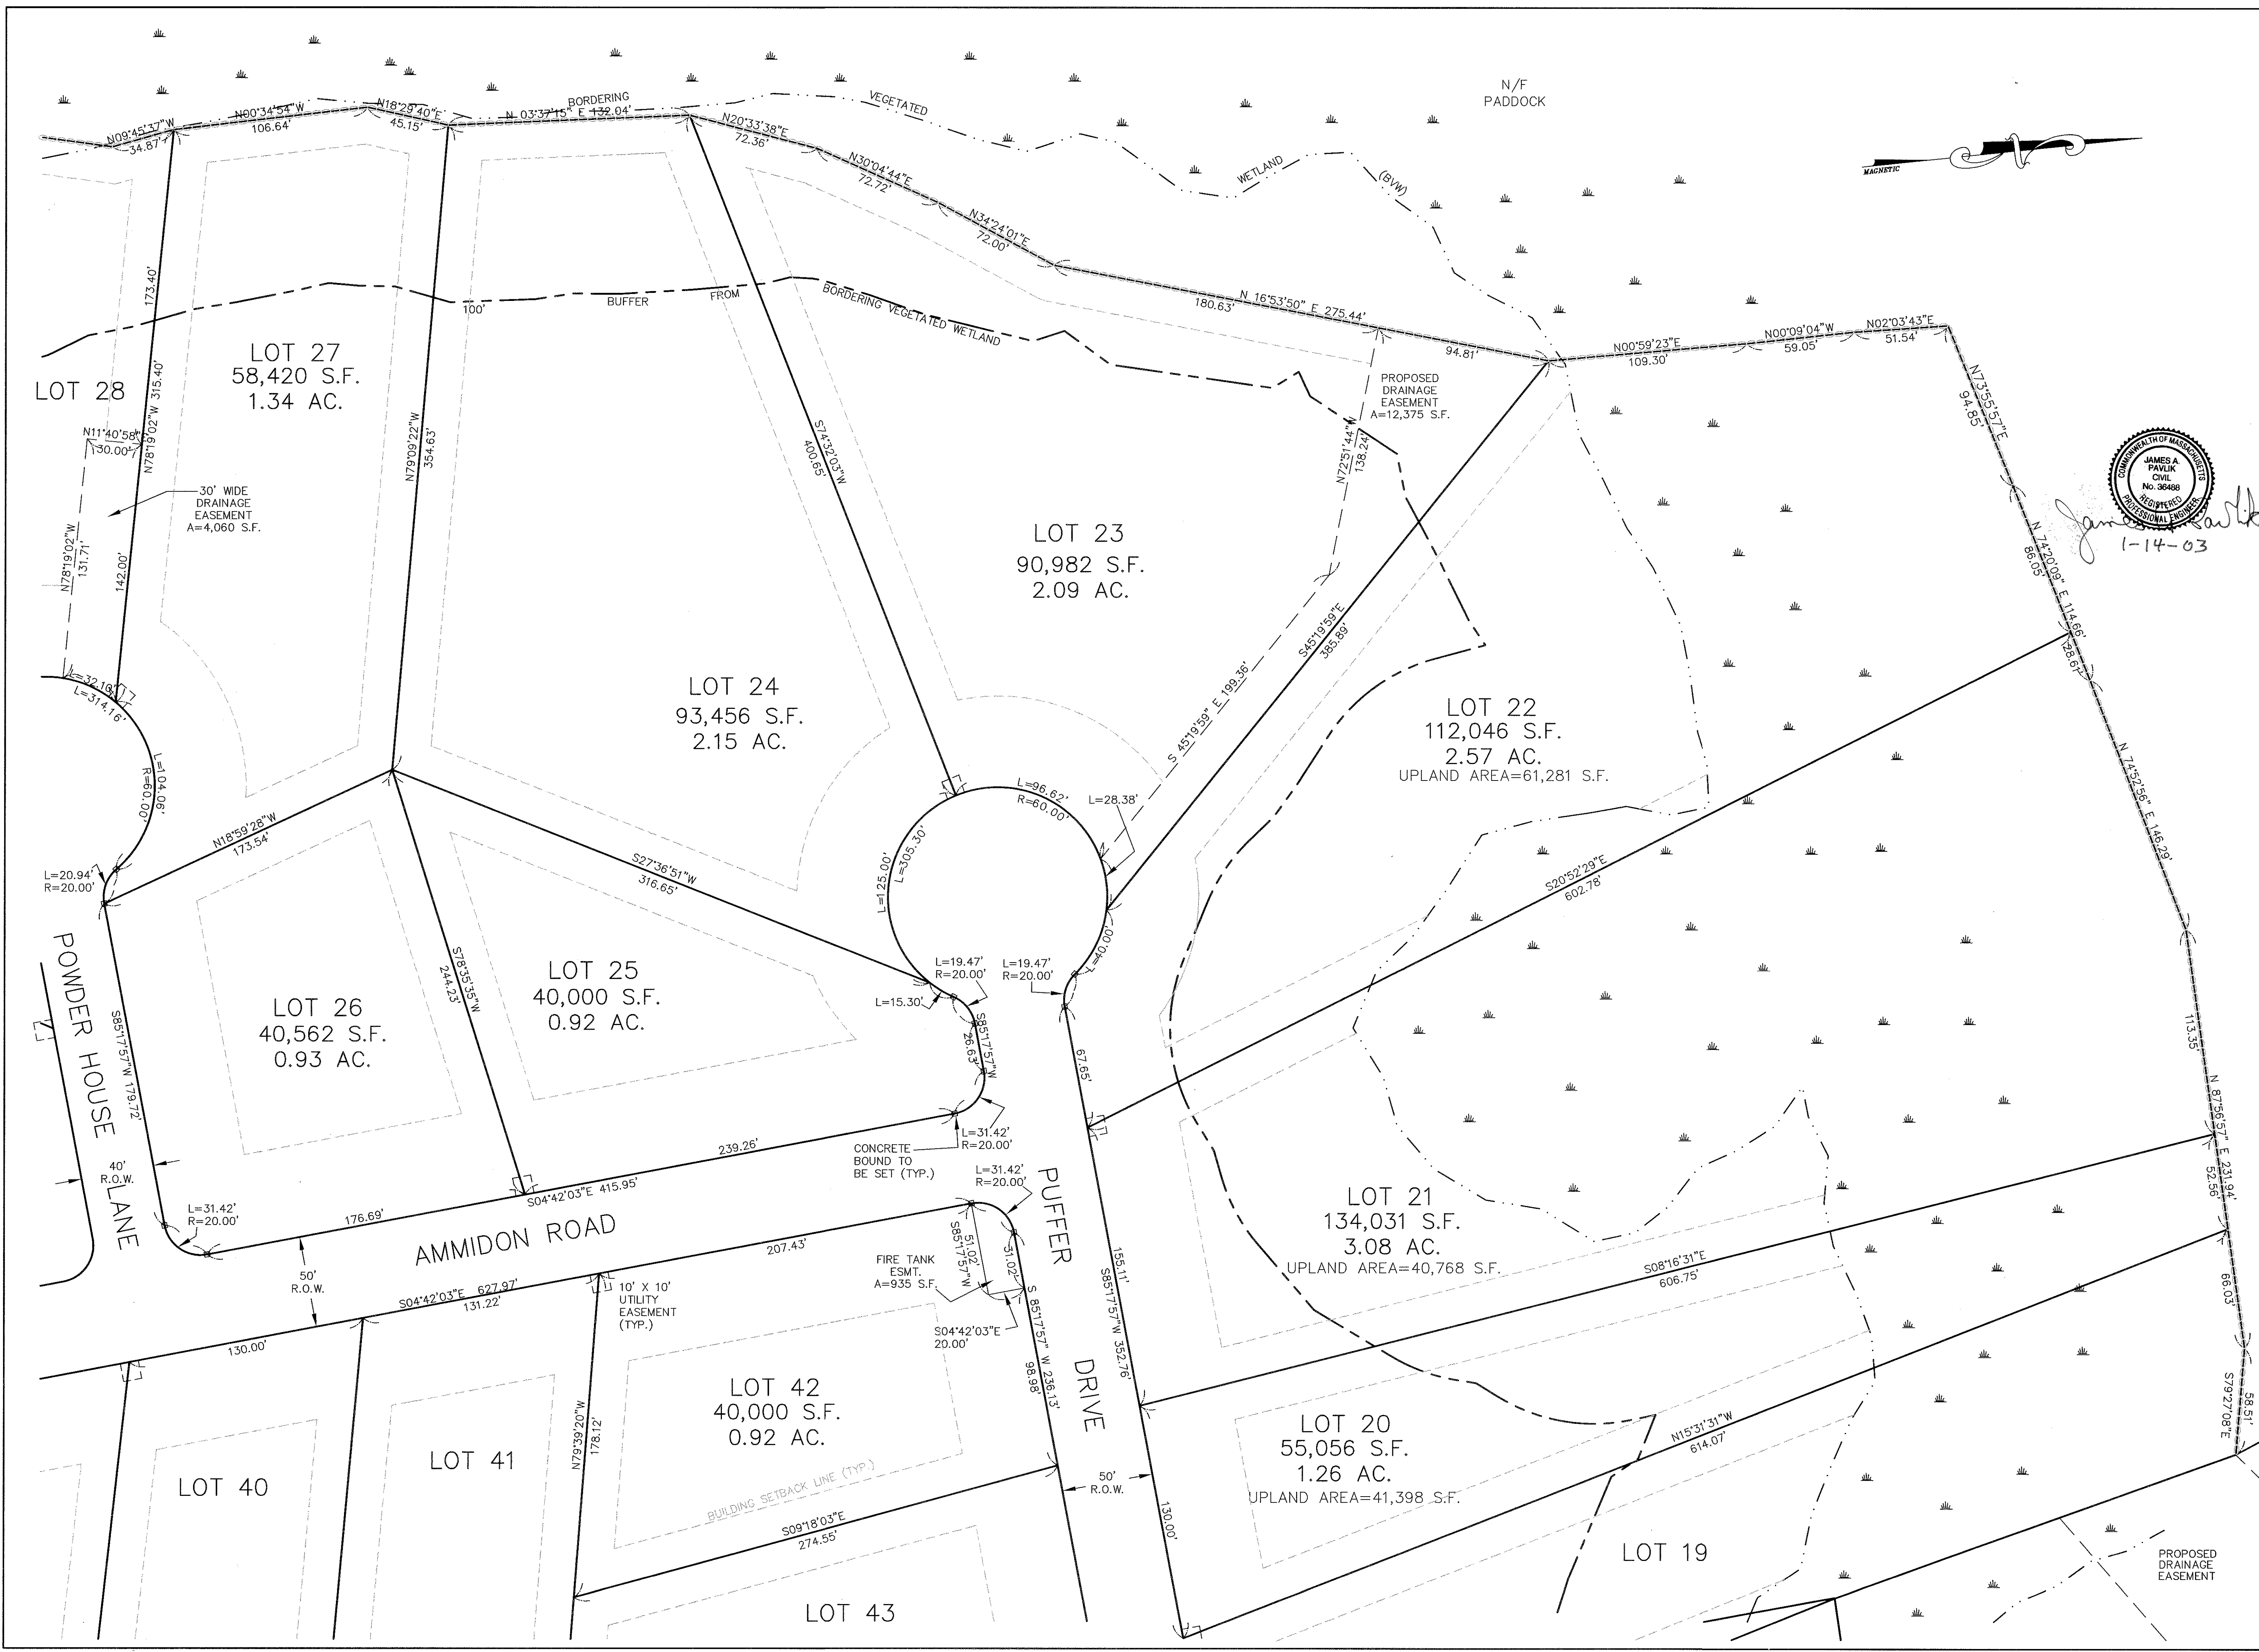 N/F
PADDOCK
MAGNETIC
N
BORDERING
VEGETATED
WETLAND
(BVW)
N09°45'37"W
34.87'
N00°34'54"W
106.64'
N18°29'40"E
45.15'
N 03°37'15" E 132.04'
N20°33'38"E
72.36'
N30°04'44"E
72.72'
N34°24'01"E
72.00'
N 16°53'50" E 275.44'
180.63'
94.81'
N00°59'23"E
109.30'
N00°09'04"W
59.05'
N02°03'43"E
51.54'
N73°55'57"E
94.85'
N 74°20'09" E 114.66'
86.05'
28.61'
N 74°52'56" E 146.29'
N 87°56'57" E 231.94'
113.35'
52.56'
66.03'
S79°27'08"E
58.51'
COMMONWEALTH OF MASSACHUSETTS
JAMES A.
PAVLIK
CIVIL
No. 36488
REGISTERED
PROFESSIONAL ENGINEER
James A Pavlik
1-14-03
100'
BUFFER
FROM
BORDERING VEGETATED WETLAND
LOT 28
173.40'
N78°19'02"W 315.40'
142.00'
N11°40'58"
30.00'
30' WIDE
DRAINAGE
EASEMENT
A=4,060 S.F.
N78°19'02"W
131.71'
LOT 27
58,420 S.F.
1.34 AC.
N79°09'22"W
354.63'
S74°32'03"W
400.65'
LOT 23
90,982 S.F.
2.09 AC.
PROPOSED
DRAINAGE
EASEMENT
A=12,375 S.F.
N72°51'44"W
138.24'
S 45°19'59" E 199.36'
S45°19'59"E
385.89'
LOT 24
93,456 S.F.
2.15 AC.
LOT 22
112,046 S.F.
2.57 AC.
UPLAND AREA=61,281 S.F.
L=32.10'
L=314.16'
L=104.06'
R=60.00'
L=20.94'
R=20.00'
N18°59'28"W
173.54'
S27°36'51"W
316.65'
L=96.62'
R=60.00'
L=28.38'
L=305.30'
L=125.00'
L=40.00'
L=19.47'
R=20.00'
L=19.47'
R=20.00'
L=15.30'
S20°52'29"E
602.78'
S78°35'35"W
244.23'
LOT 25
40,000 S.F.
0.92 AC.
LOT 26
40,562 S.F.
0.93 AC.
S85°17'57"W
26.63'
67.65'
POWDER HOUSE LANE
S85°17'57"W 179.72'
40'
R.O.W.
L=31.42'
R=20.00'
CONCRETE
BOUND TO
BE SET (TYP.)
L=31.42'
R=20.00'
L=31.42'
R=20.00'
239.26'
S04°42'03"E 415.95'
176.69'
AMMIDON ROAD
207.43'
50'
R.O.W.
S04°42'03"E 627.97'
131.22'
130.00'
10' X 10'
UTILITY
EASEMENT
(TYP.)
FIRE TANK
ESMT.
A=935 S.F.
S85°17'57"W
51.02'
31.02'
S04°42'03"E
20.00'
S 85°17'57" W 236.13'
98.98'
PUFFER DRIVE
155.11'
S85°17'57"W 352.76'
130.00'
50'
R.O.W.
LOT 21
134,031 S.F.
3.08 AC.
UPLAND AREA=40,768 S.F.
S08°16'31"E
606.75'
LOT 20
55,056 S.F.
1.26 AC.
UPLAND AREA=41,398 S.F.
N15°31'31"W
614.07'
LOT 42
40,000 S.F.
0.92 AC.
N79°39'20"W
178.12'
BUILDING SETBACK LINE (TYP.)
S09°18'03"E
274.55'
LOT 40
LOT 41
LOT 43
LOT 19
PROPOSED
DRAINAGE
EASEMENT